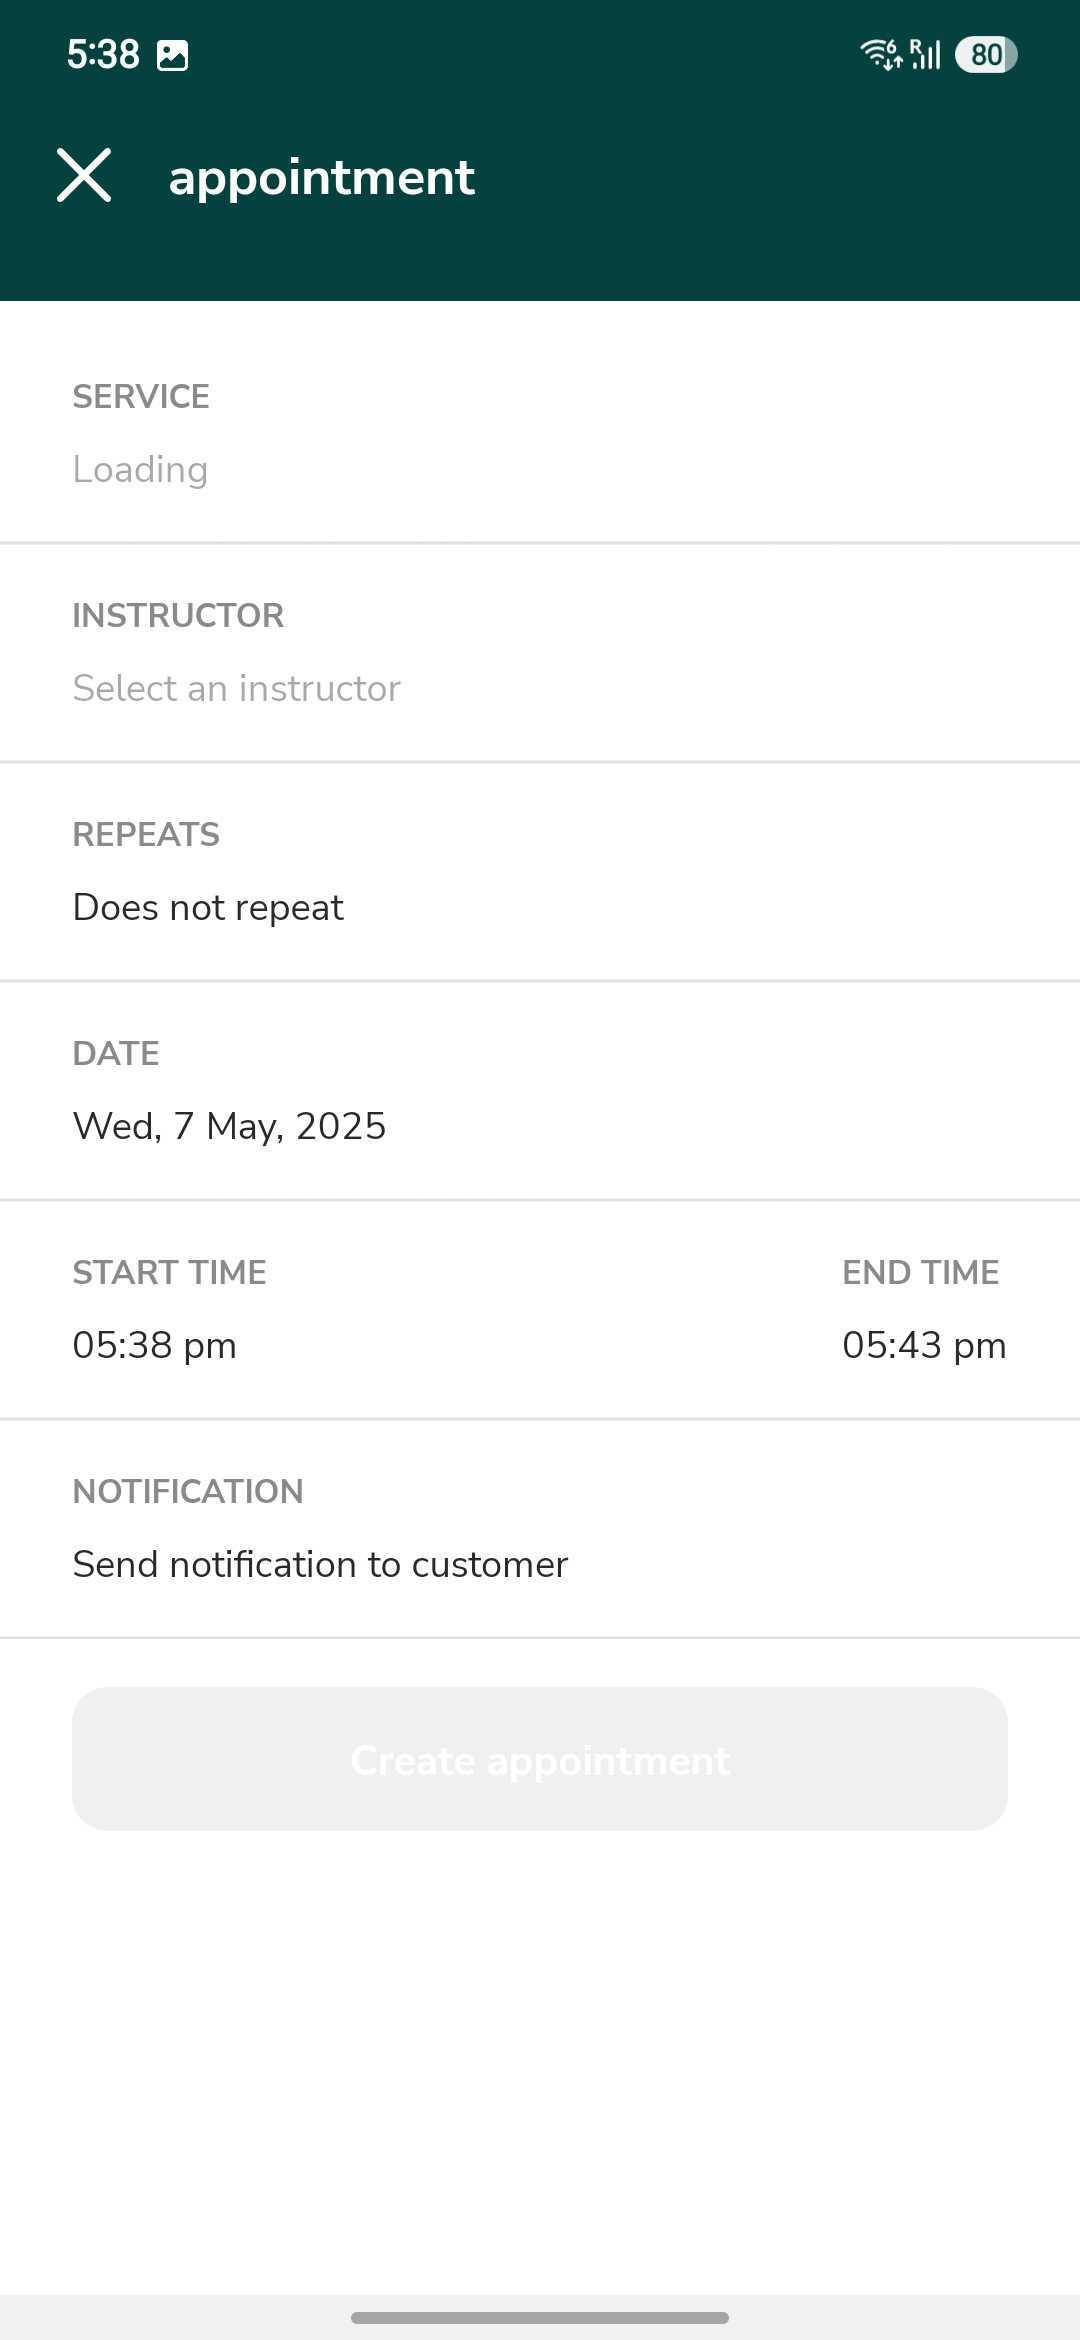 5:38
6 R 80
appointment
SERVICE
Loading
INSTRUCTOR
Select an instructor
REPEATS
Does not repeat
DATE
Wed, 7 May, 2025
START TIME END TIME
05:38 pm 05:43 pm
NOTIFICATION
Send notification to customer
Create appointment